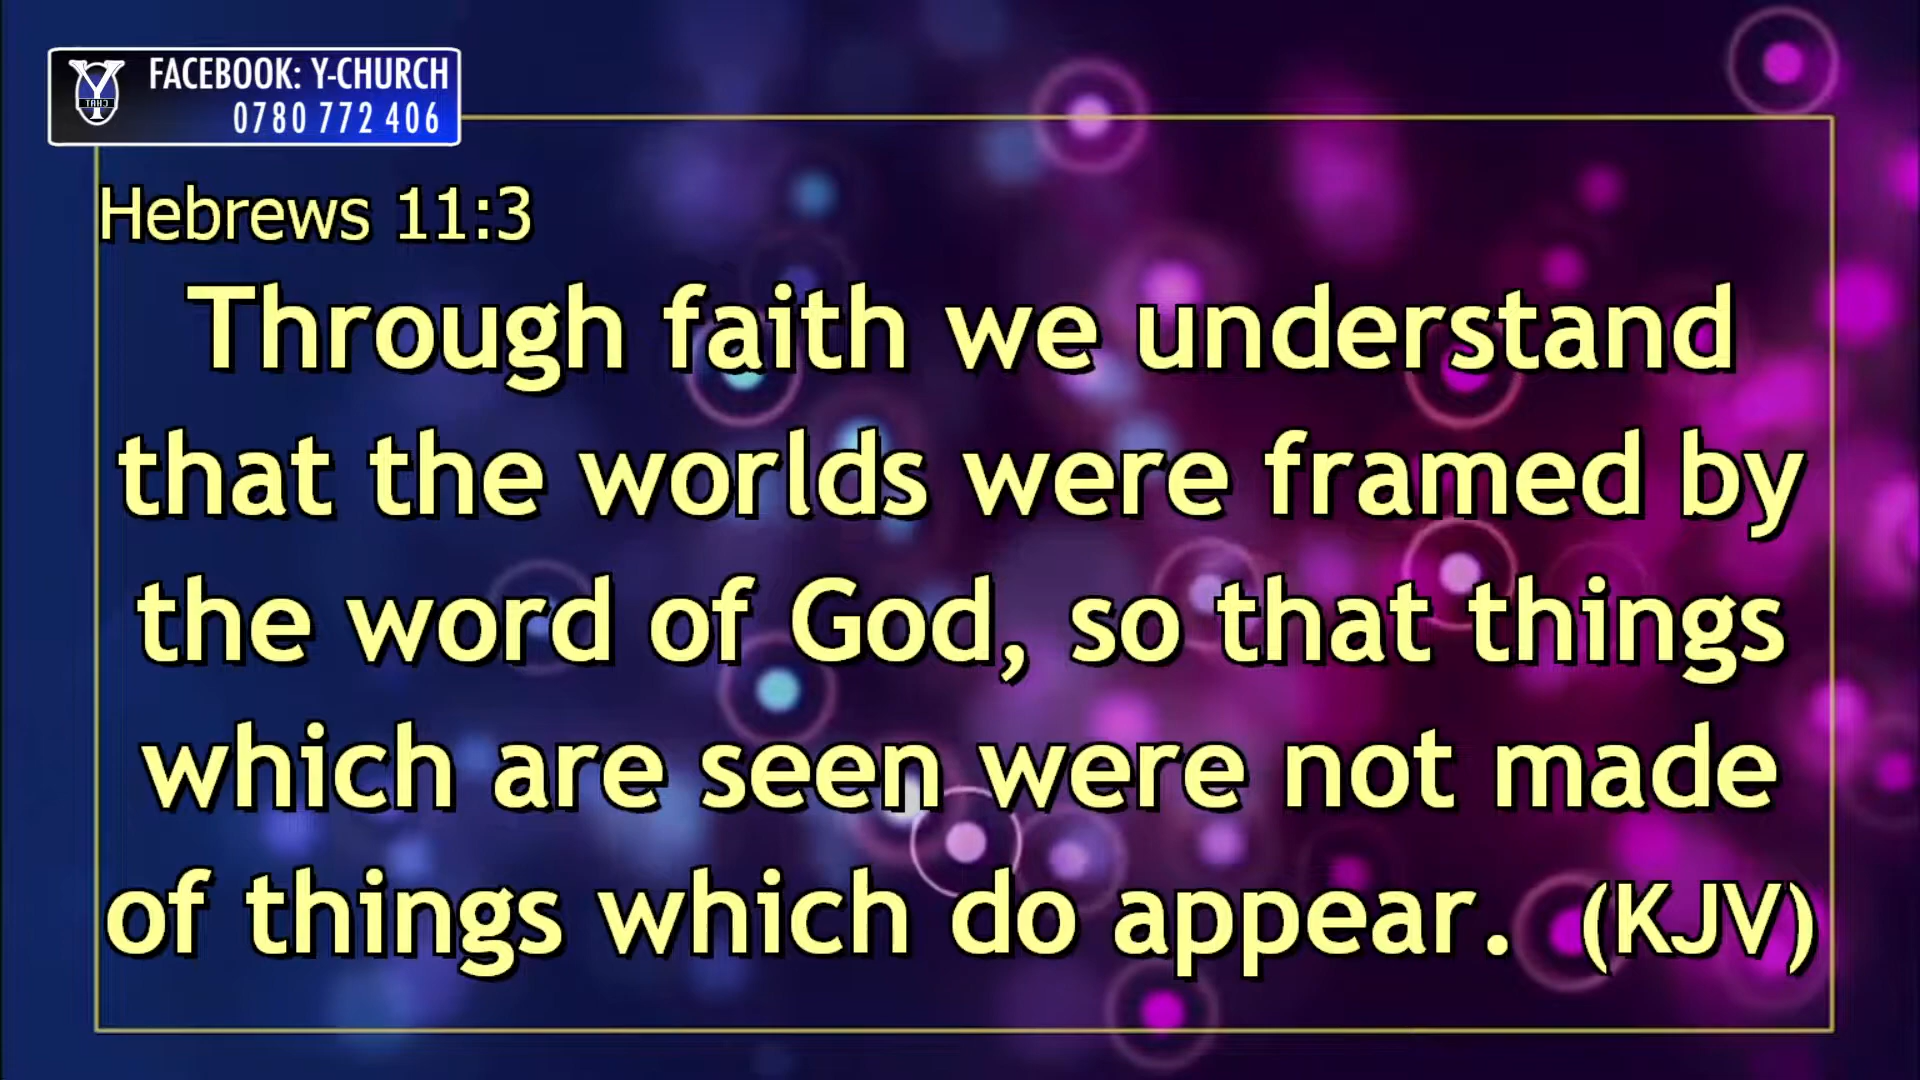 FACEBOOK: Y-CHURCH
0780 772 406
Hebrews 11:3
Through faith we understand
that the worlds were framed by
the word of God, so that things
which are seen were not made
of things which do appear. (KJV)